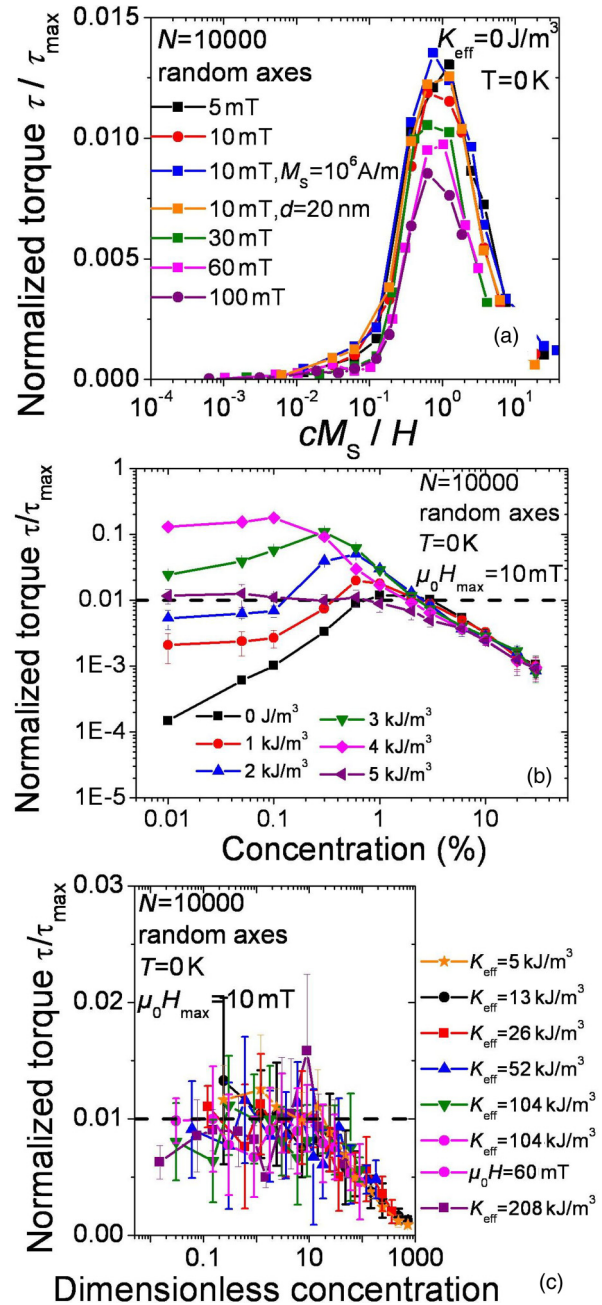 Normalized torque τ / τmax
0.015
0.010
0.005
0.000
N=10000
random axes
5 mT
10 mT
10 mT, MS=10⁶A/m
10 mT, d=20 nm
30 mT
60 mT
100 mT
Keff=0 J/m³
T=0 K
(a)
10⁻⁴ 10⁻³ 10⁻² 10⁻¹ 10⁰ 10¹
cMS / H
Normalized torque τ/τmax
1
0.1
0.01
1E-3
1E-4
1E-5
N=10000
random axes
T=0K
μ₀Hmax=10 mT
0 J/m³ 3 kJ/m³
1 kJ/m³ 4 kJ/m³
2 kJ/m³ 5 kJ/m³
(b)
0.01 0.1 1 10
Concentration (%)
Normalized torque τ/τmax
0.03
0.02
0.01
0.00
N=10000
random axes
T=0 K
μ₀Hmax=10 mT
Keff=5 kJ/m³
Keff=13 kJ/m³
Keff=26 kJ/m³
Keff=52 kJ/m³
Keff=104 kJ/m³
Keff=104 kJ/m³
μ₀H=60 mT
Keff=208 kJ/m³
0.1 10 1000
Dimensionless concentration (c)